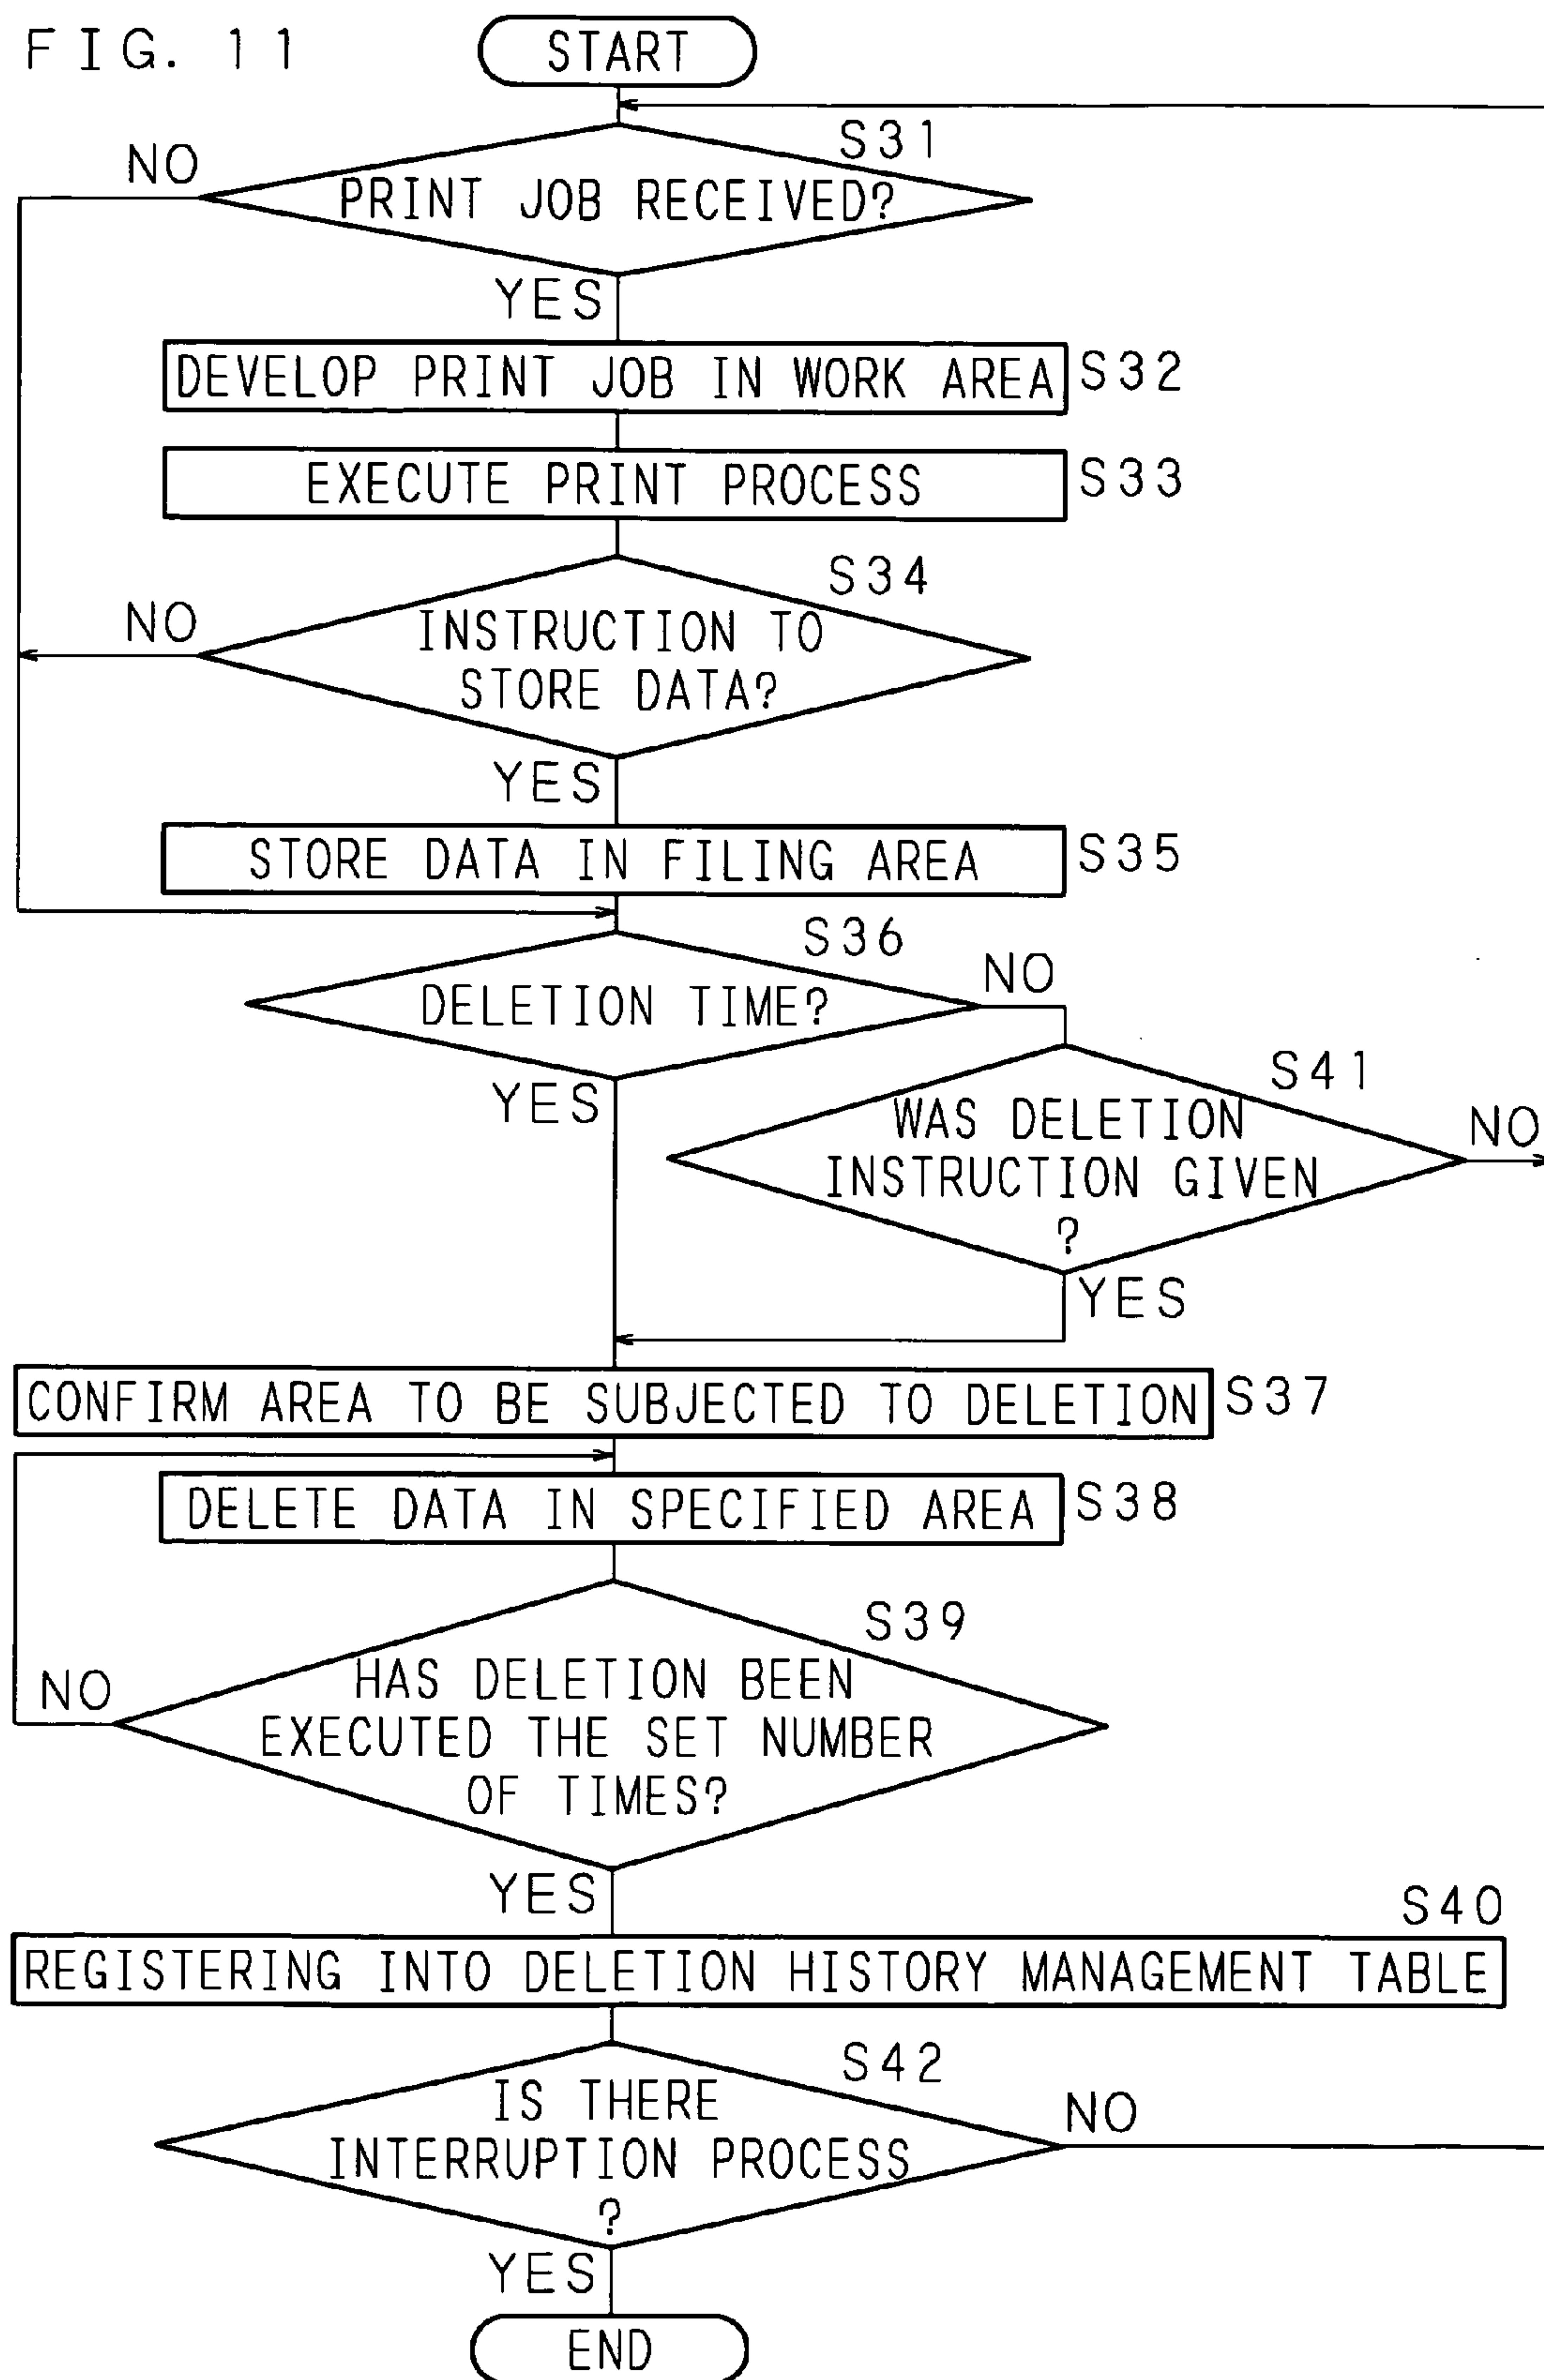 FIG. 11
START
S31
NO
PRINT JOB RECEIVED?
YES
DEVELOP PRINT JOB IN WORK AREA
S32
EXECUTE PRINT PROCESS
S33
S34
NO
INSTRUCTION TO
STORE DATA?
YES
STORE DATA IN FILING AREA
S35
S36
NO
DELETION TIME?
YES
S41
WAS DELETION
INSTRUCTION GIVEN
?
NO
YES
CONFIRM AREA TO BE SUBJECTED TO DELETION
S37
DELETE DATA IN SPECIFIED AREA
S38
S39
NO
HAS DELETION BEEN
EXECUTED THE SET NUMBER
OF TIMES?
YES
S40
REGISTERING INTO DELETION HISTORY MANAGEMENT TABLE
S42
IS THERE
INTERRUPTION PROCESS
?
NO
YES
END